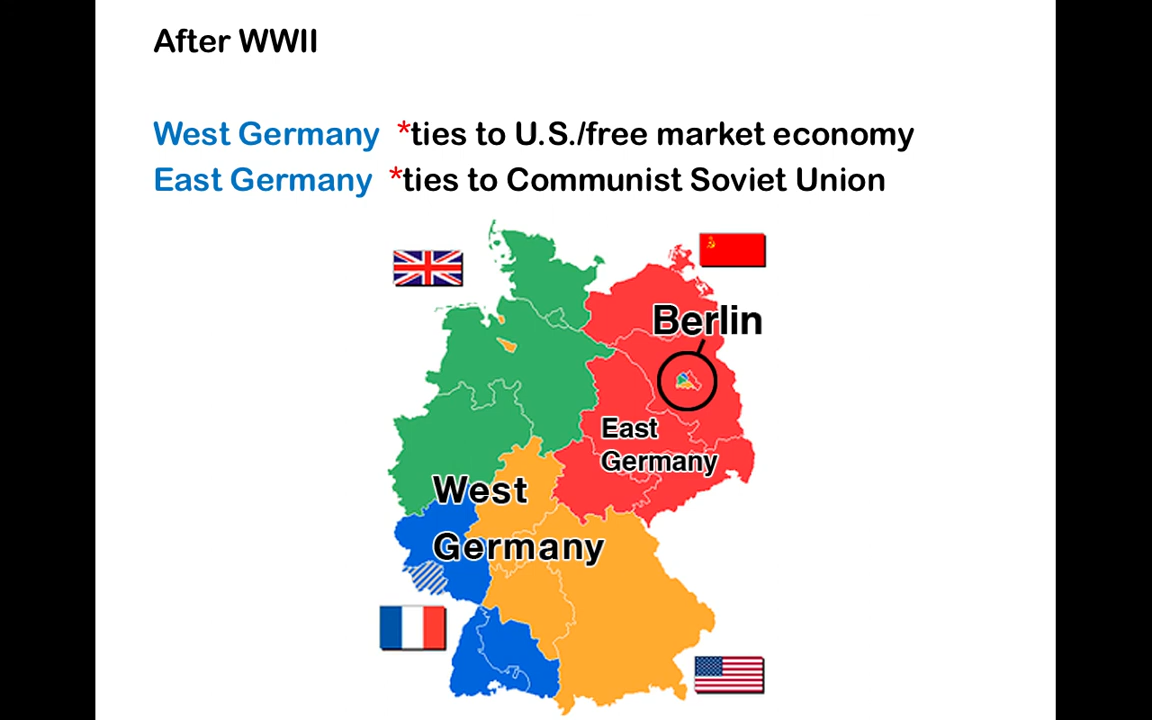 After WWII
West Germany *ties to U.S./free market economy
East Germany *ties to Communist Soviet Union
Berlin
East
Germany
West
Germany